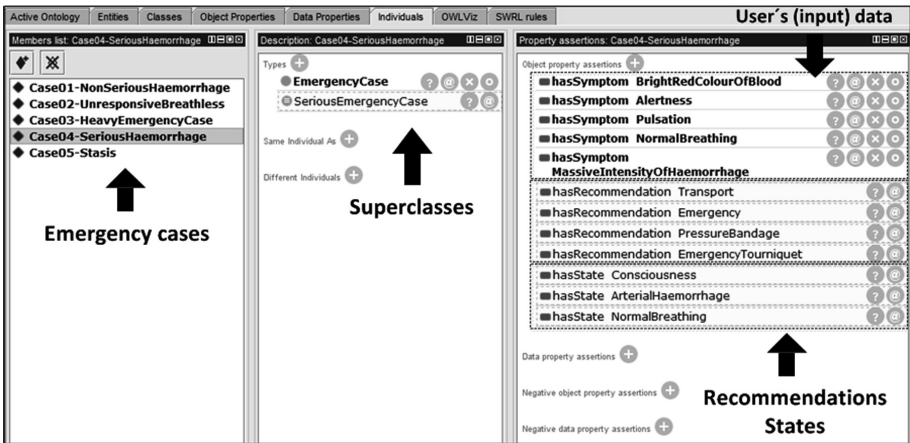 Active Ontology Entities Classes Object Properties Data Properties Individuals OWLViz SWRL rules
User´s (input) data
Members list: Case04-SeriousHaemorrhage
Case01-NonSeriousHaemorrhage
Case02-UnresponsiveBreathless
Case03-HeavyEmergencyCase
Case04-SeriousHaemorrhage
Case05-Stasis
Emergency cases
Description: Case04-SeriousHaemorrhage
Types
EmergencyCase
SeriousEmergencyCase
Same Individual As
Different Individuals
Superclasses
Property assertions: Case04-SeriousHaemorrhage
Object property assertions
hasSymptom BrightRedColourOfBlood
hasSymptom Alertness
hasSymptom Pulsation
hasSymptom NormalBreathing
hasSymptom
MassiveIntensityOfHaemorrhage
hasRecommendation Transport
hasRecommendation Emergency
hasRecommendation PressureBandage
hasRecommendation EmergencyTourniquet
hasState Consciousness
hasState ArterialHaemorrhage
hasState NormalBreathing
Data property assertions
Negative object property assertions
Negative data property assertions
Recommendations
States